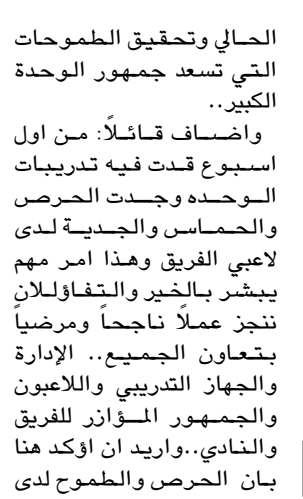 الحالي وتحقيق الطموحات
التي تسعد جمهور الوحدة
الكبير..
واضاف قائلاً: من اول
اسبوع قدت فيه تدريبات
الوحده وجدت الحرص
والحماس والجدية لدى
لاعبي الفريق وهذا امر مهم
يبشر بالخير والتفاؤللان
ننجز عملاً ناجحاً ومرضياً
بتعاون الجميع.. الإدارة
والجهاز التدريبي واللاعبون
والجمهور المؤازر للفريق
والنادي..واريد ان اؤكد هنا
بان الحرص والطموح لدى